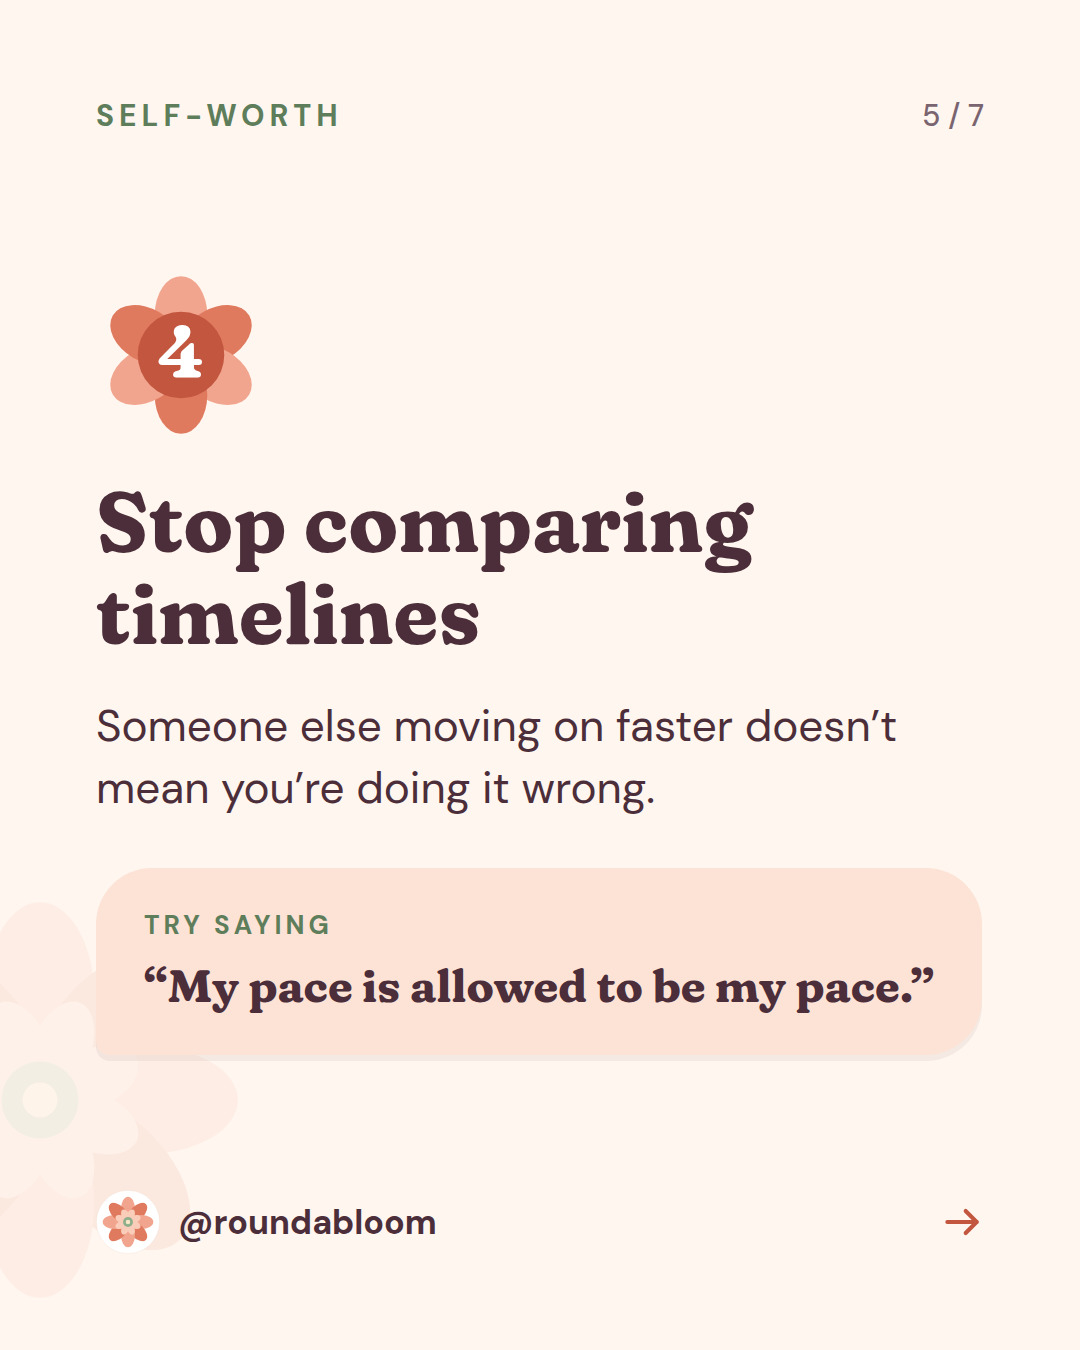 SELF-WORTH
5 / 7
4
Stop comparing
timelines
Someone else moving on faster doesn’t
mean you’re doing it wrong.
TRY SAYING
“My pace is allowed to be my pace.”
@roundabloom